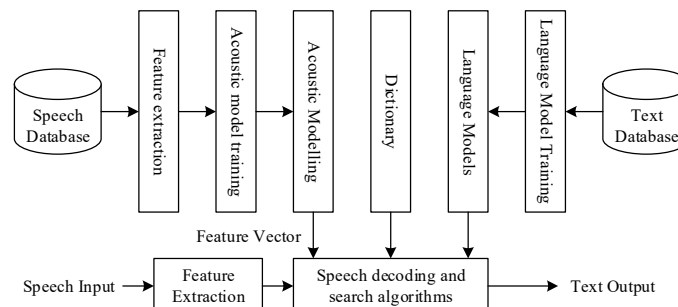 Speech
Database
Feature extraction
Acoustic model
training
Acoustic Modelling
Dictionary
Language Models
Language Model Training
Text
Database
Feature Vector
Speech Input
Feature
Extraction
Speech decoding and
search algorithms
Text Output